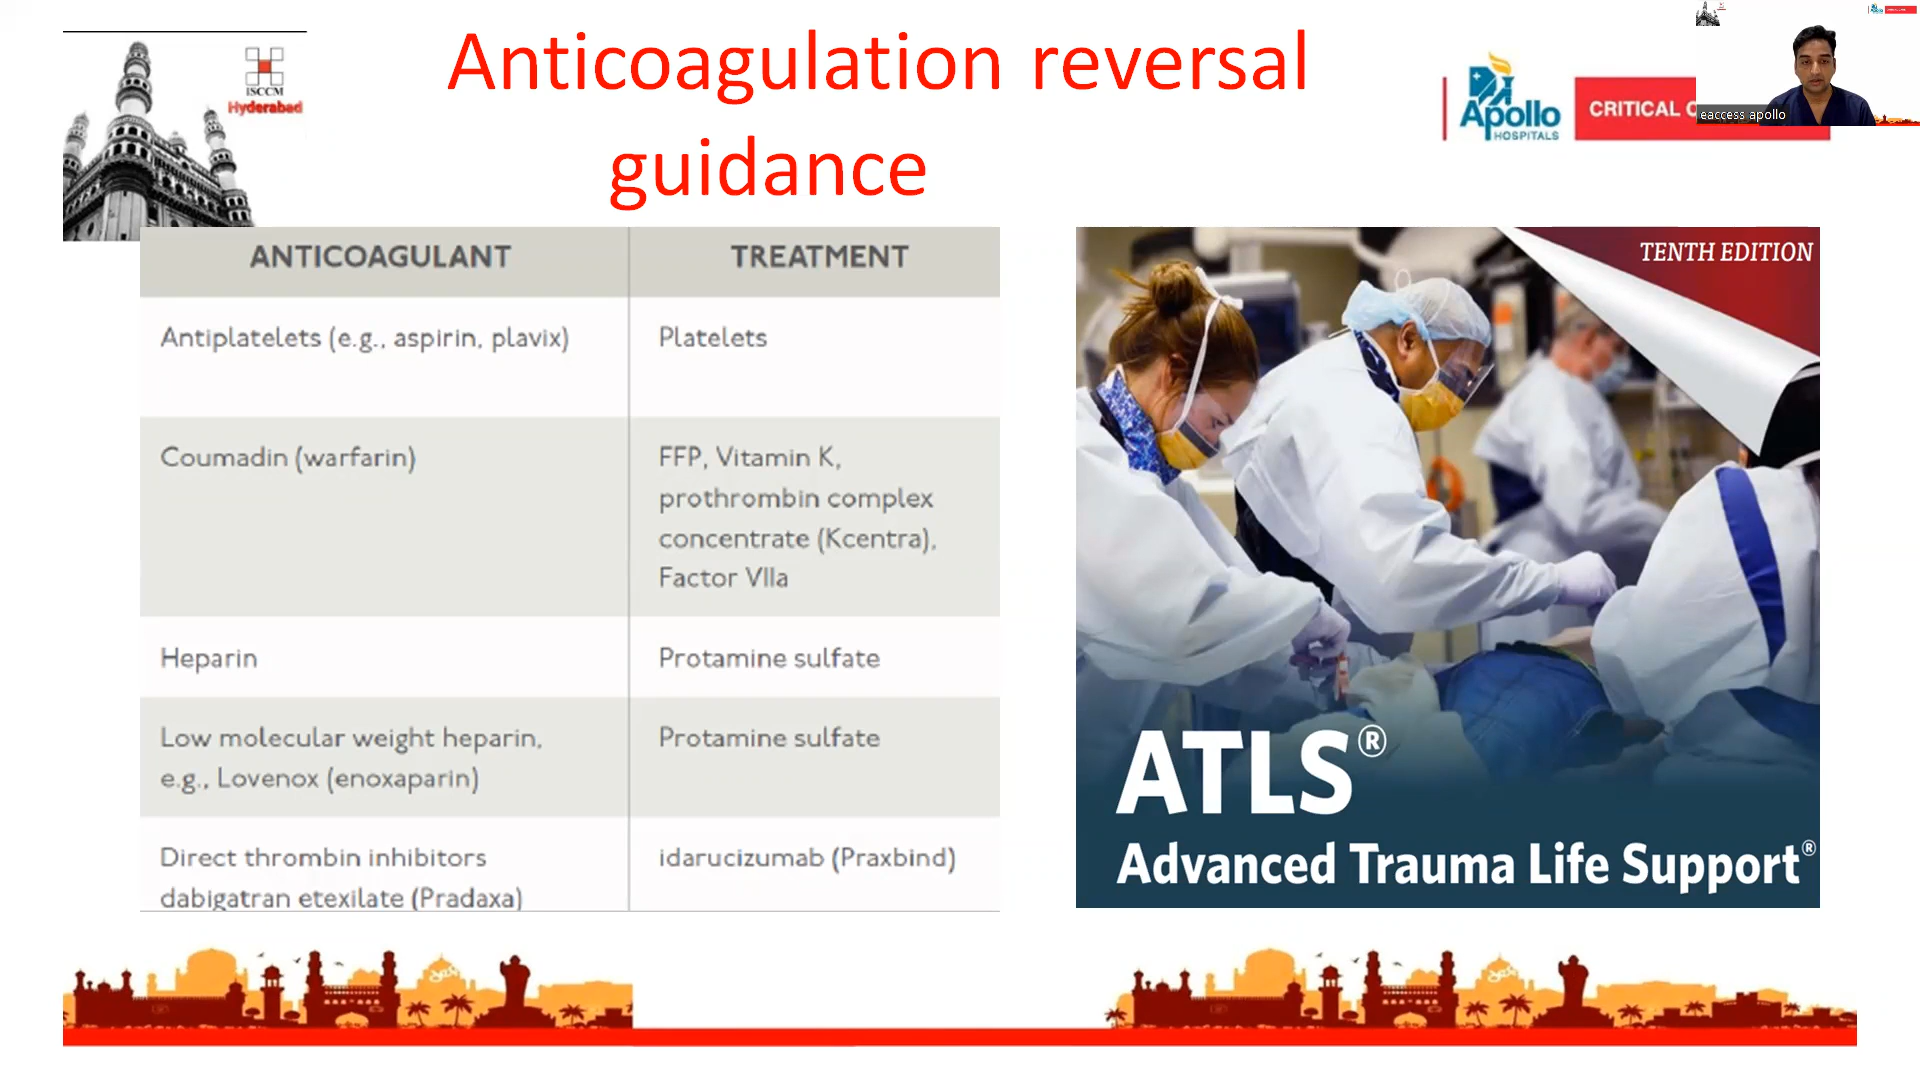 Anticoagulation reversal
guidance
ISCCM
Hyderabad
Apollo
HOSPITALS
CRITICAL C
eaccess apollo
ANTICOAGULANT
TREATMENT
Antiplatelets (e.g., aspirin, plavix)
Platelets
Coumadin (warfarin)
FFP, Vitamin K,
prothrombin complex
concentrate (Kcentra),
Factor VIIa
Heparin
Protamine sulfate
Low molecular weight heparin,
e.g., Lovenox (enoxaparin)
Protamine sulfate
Direct thrombin inhibitors
dabigatran etexilate (Pradaxa)
idarucizumab (Praxbind)
TENTH EDITION
ATLS®
Advanced Trauma Life Support®